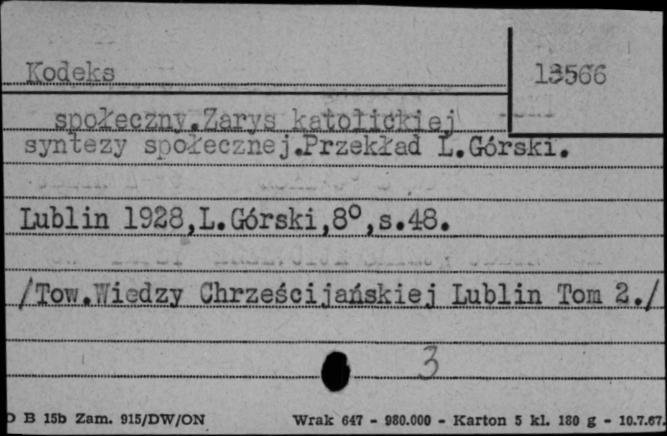 Kodeks
13566
społeczny.Zarys katolickiej
syntezy społecznej.Przekład L.Górski.
Lublin 1928,L.Górski,8°,s.48.
/Tow.Wiedzy Chrześcijańskiej Lublin Tom 2./
3
B 15b Zam. 915/DW/ON Wrak 647 - 980.000 - Karton 5 kl. 180 g - 10.7.67.